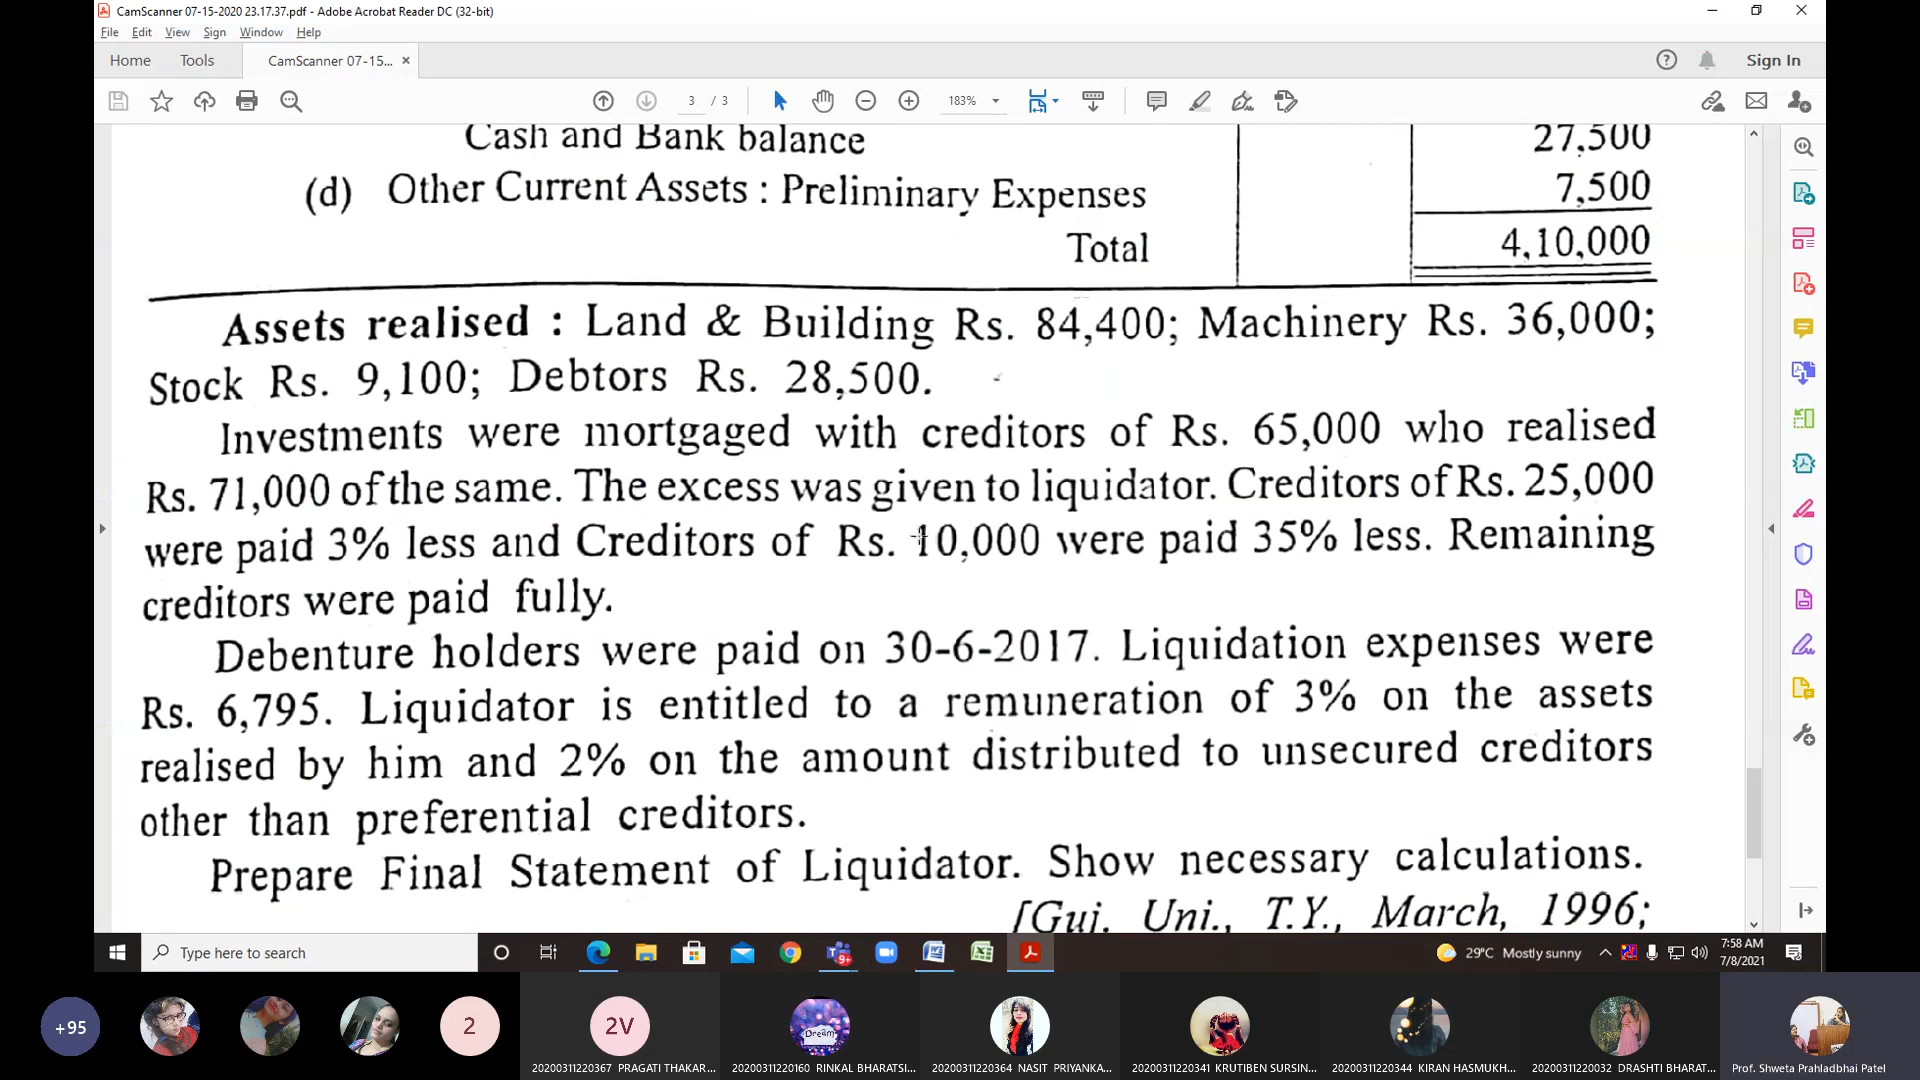 CamScanner 07-15-2020 23.17.37.pdf - Adobe Acrobat Reader DC (32-bit)
File Edit View Sign Window Help
Home Tools CamScanner 07-15... × Sign In
3 / 3 183%
Cash and Bank balance 27,500
(d) Other Current Assets : Preliminary Expenses 7,500
Total 4,10,000
Assets realised : Land & Building Rs. 84,400; Machinery Rs. 36,000;
Stock Rs. 9,100; Debtors Rs. 28,500.
Investments were mortgaged with creditors of Rs. 65,000 who realised
Rs. 71,000 of the same. The excess was given to liquidator. Creditors of Rs. 25,000
were paid 3% less and Creditors of Rs. 10,000 were paid 35% less. Remaining
creditors were paid fully.
Debenture holders were paid on 30-6-2017. Liquidation expenses were
Rs. 6,795. Liquidator is entitled to a remuneration of 3% on the assets
realised by him and 2% on the amount distributed to unsecured creditors
other than preferential creditors.
Prepare Final Statement of Liquidator. Show necessary calculations.
[Guj. Uni., T.Y., March, 1996;
Type here to search 9+ 29°C Mostly sunny 7:58 AM
7/8/2021
+95 2 2V Dream
20200311220367 PRAGATI THAKAR... 20200311220160 RINKAL BHARATSI... 20200311220364 NASIT PRIYANKA... 20200311220341 KRUTIBEN SURSIN... 20200311220344 KIRAN HASMUKH... 20200311220032 DRASHTI BHARAT... Prof. Shweta Prahladbhai Patel